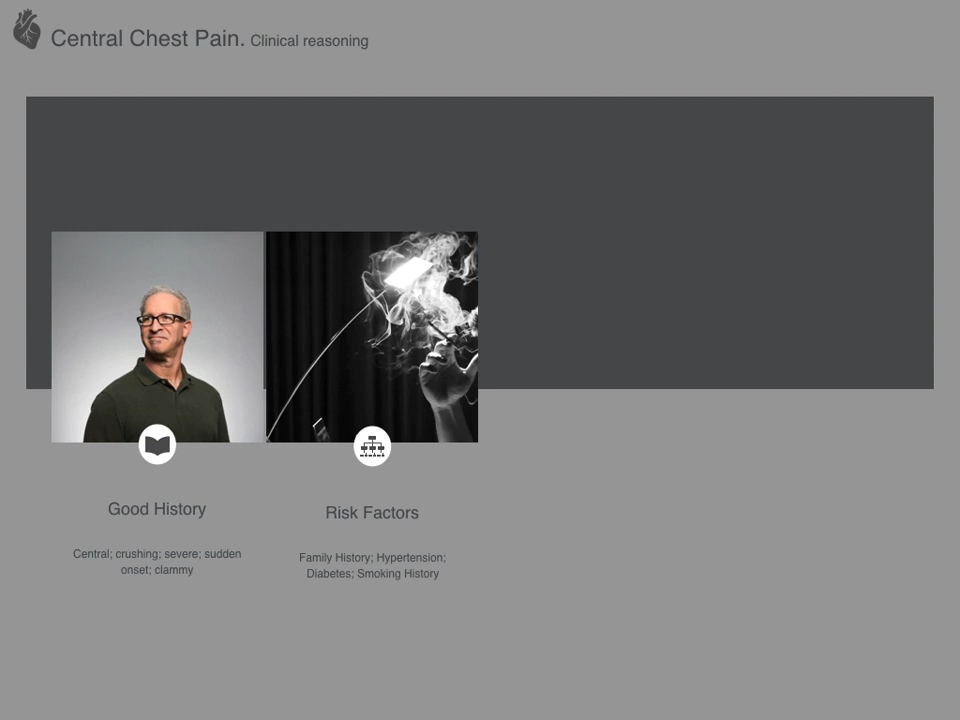 Central Chest Pain. Clinical reasoning
Good History
Central; crushing; severe; sudden
onset; clammy
Risk Factors
Family History; Hypertension;
Diabetes; Smoking History